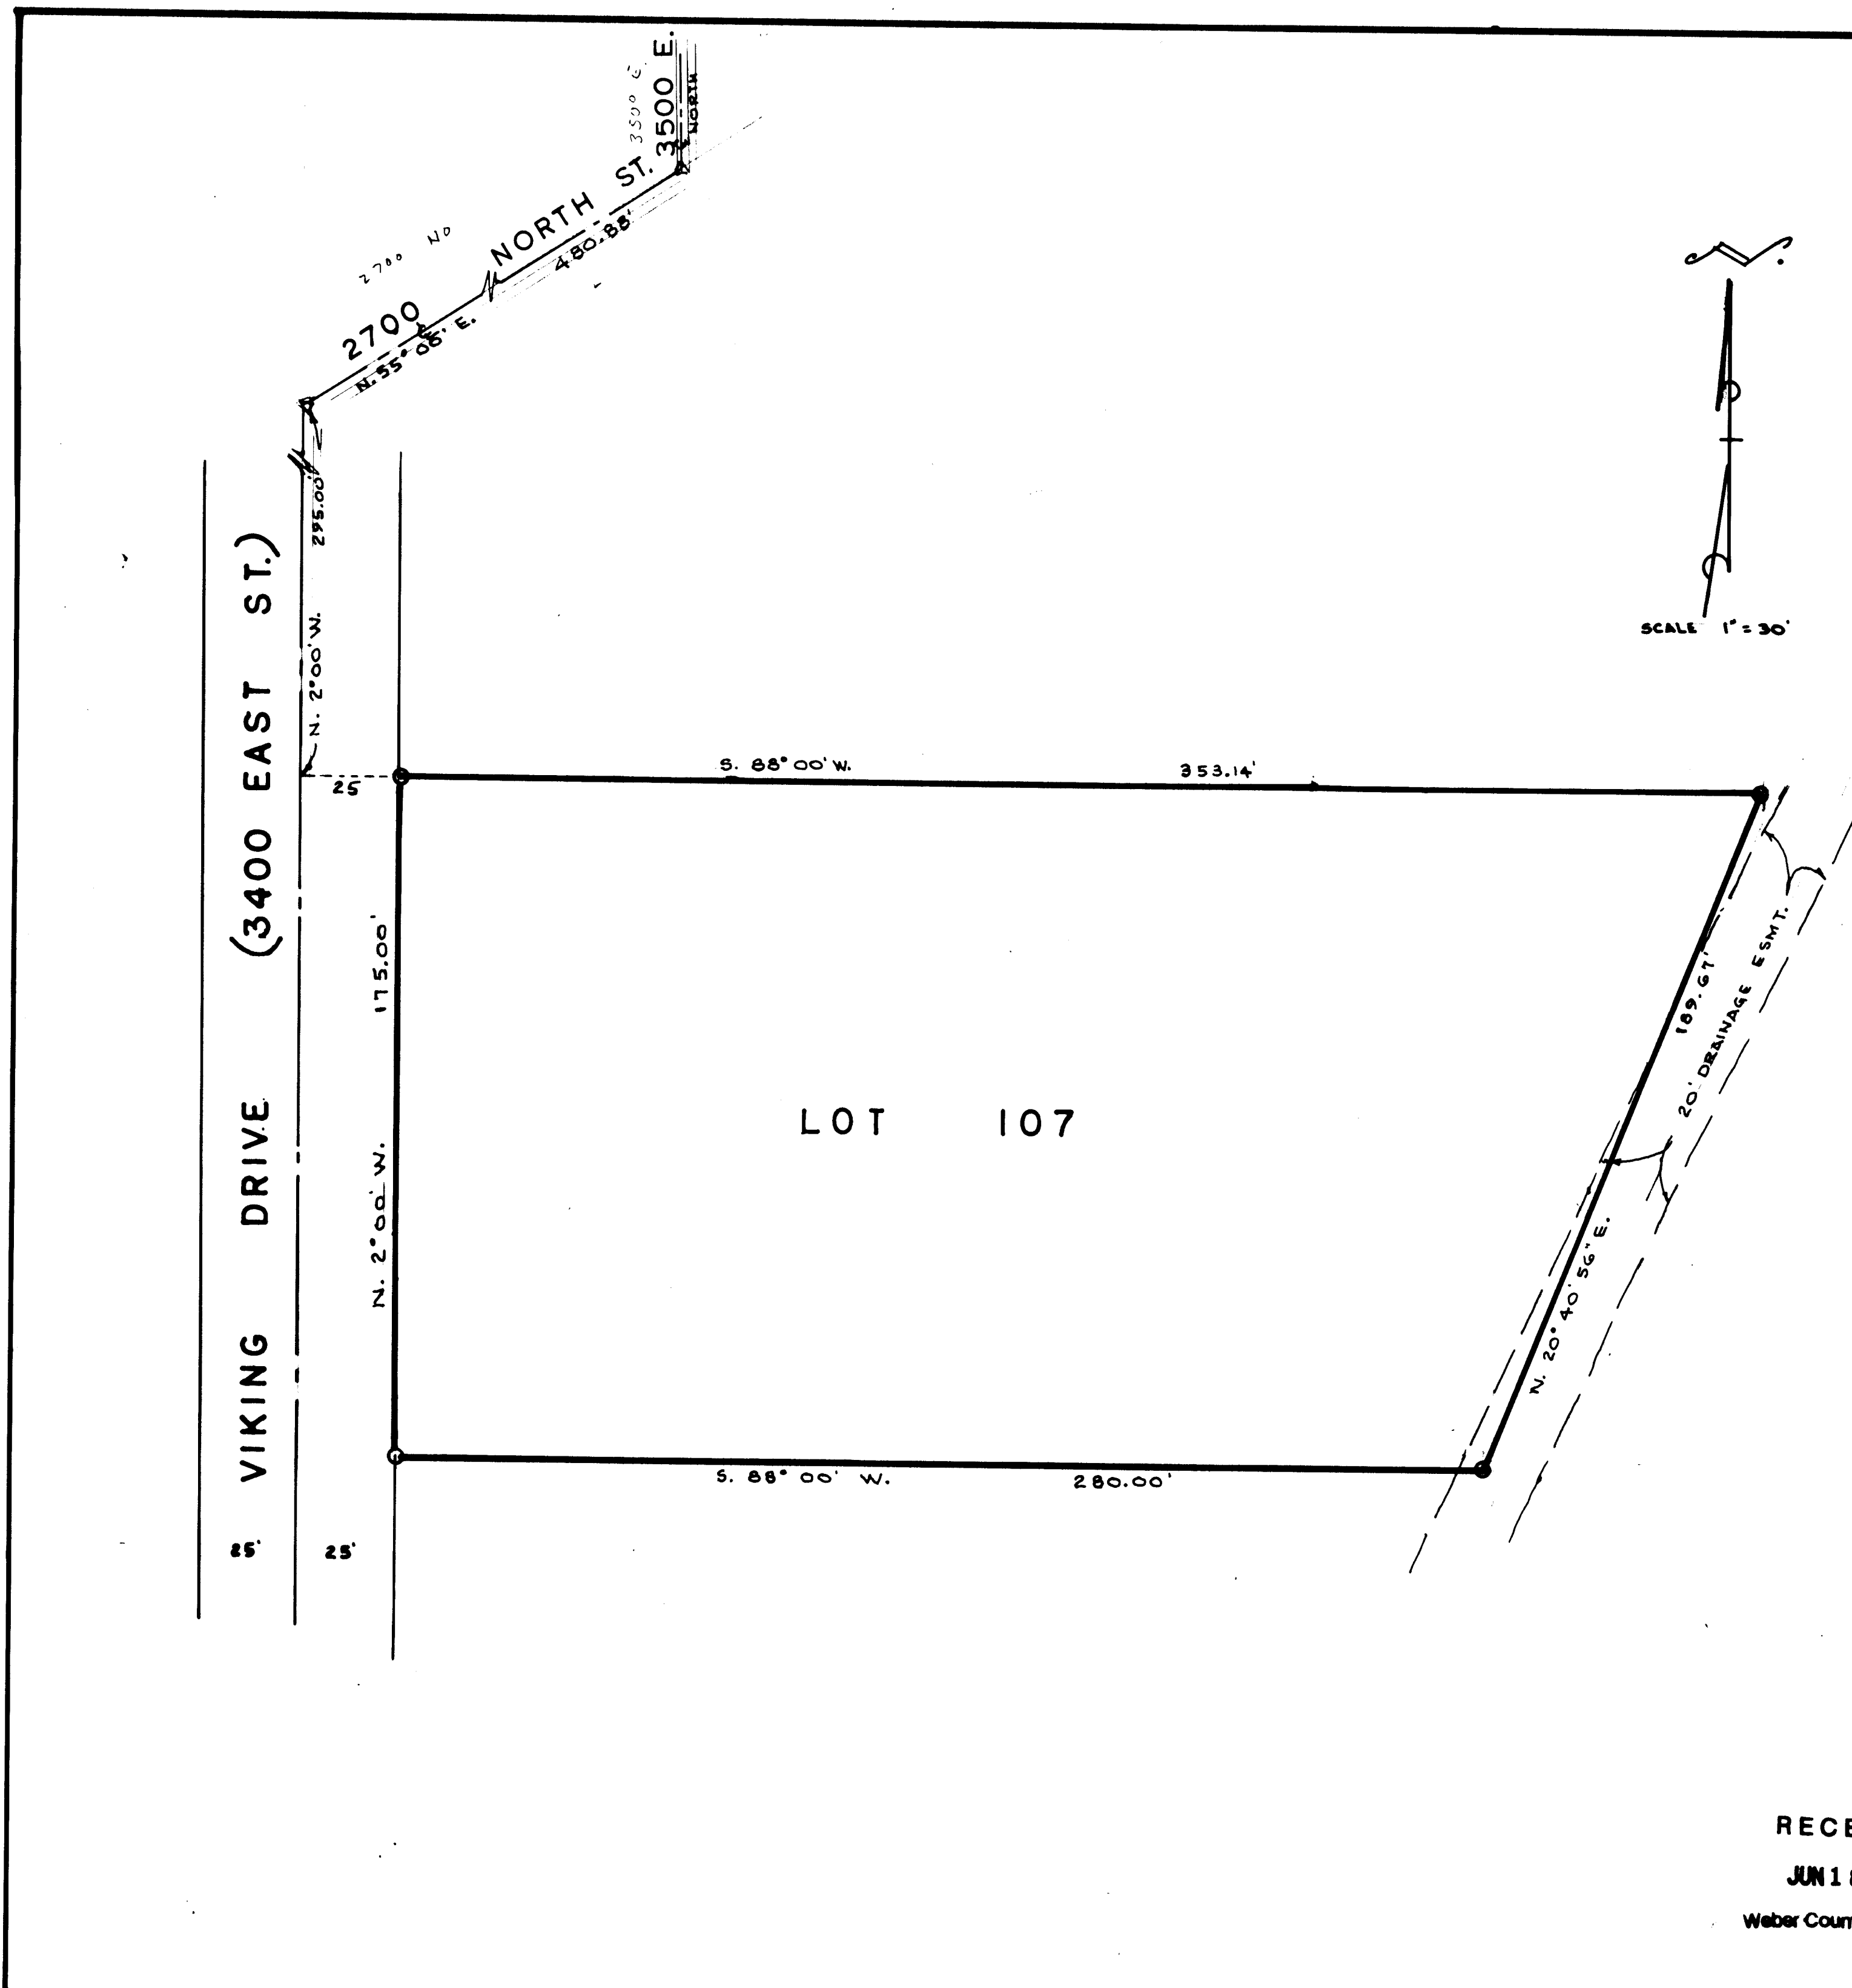 3500 E.
3500 E.
NORTH
2700 NORTH ST.
480.88'
2700 NO
N. 55° 06' E.
295.00'
N. 2°00' W.
SCALE 1" = 30'
VIKING DRIVE (3400 EAST ST.)
25
S. 88° 00' W. 353.14'
175.00'
N. 2° 00' W.
LOT 107
189.67'
N. 20° 40' 56" E.
20' DRAINAGE ESMT.
S. 88° 00' W. 280.00'
25' 25'
RECE
JUN 1
Weber Coun